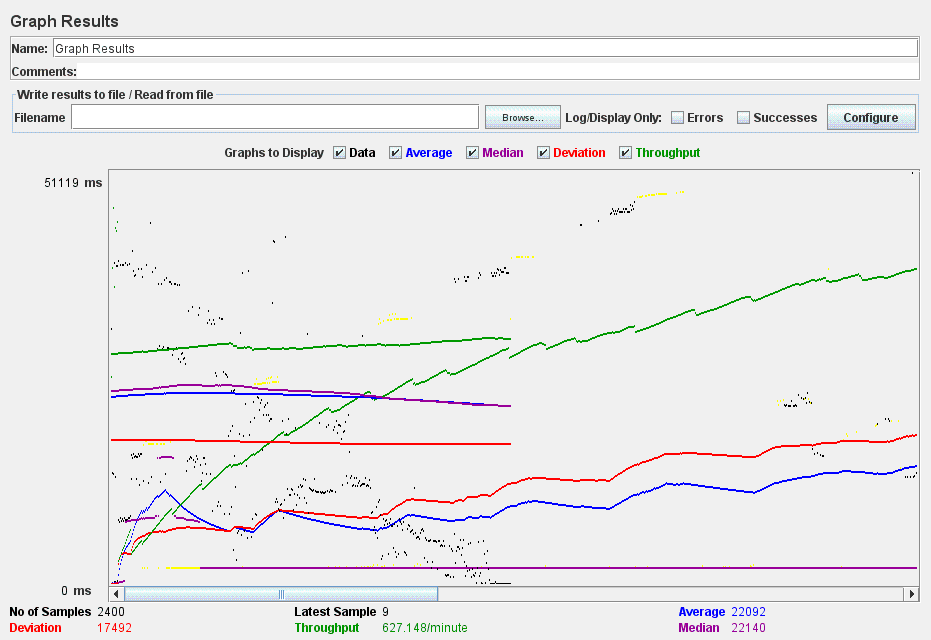 Graph Results
Name: Graph Results
Comments:
Write results to file / Read from file
Filename Browse... Log/Display Only: Errors Successes Configure
Graphs to Display Data Average Median Deviation Throughput
51119 ms
0 ms
No of Samples 2400 Latest Sample 9 Average 22092
Deviation 17492 Throughput 627.148/minute Median 22140